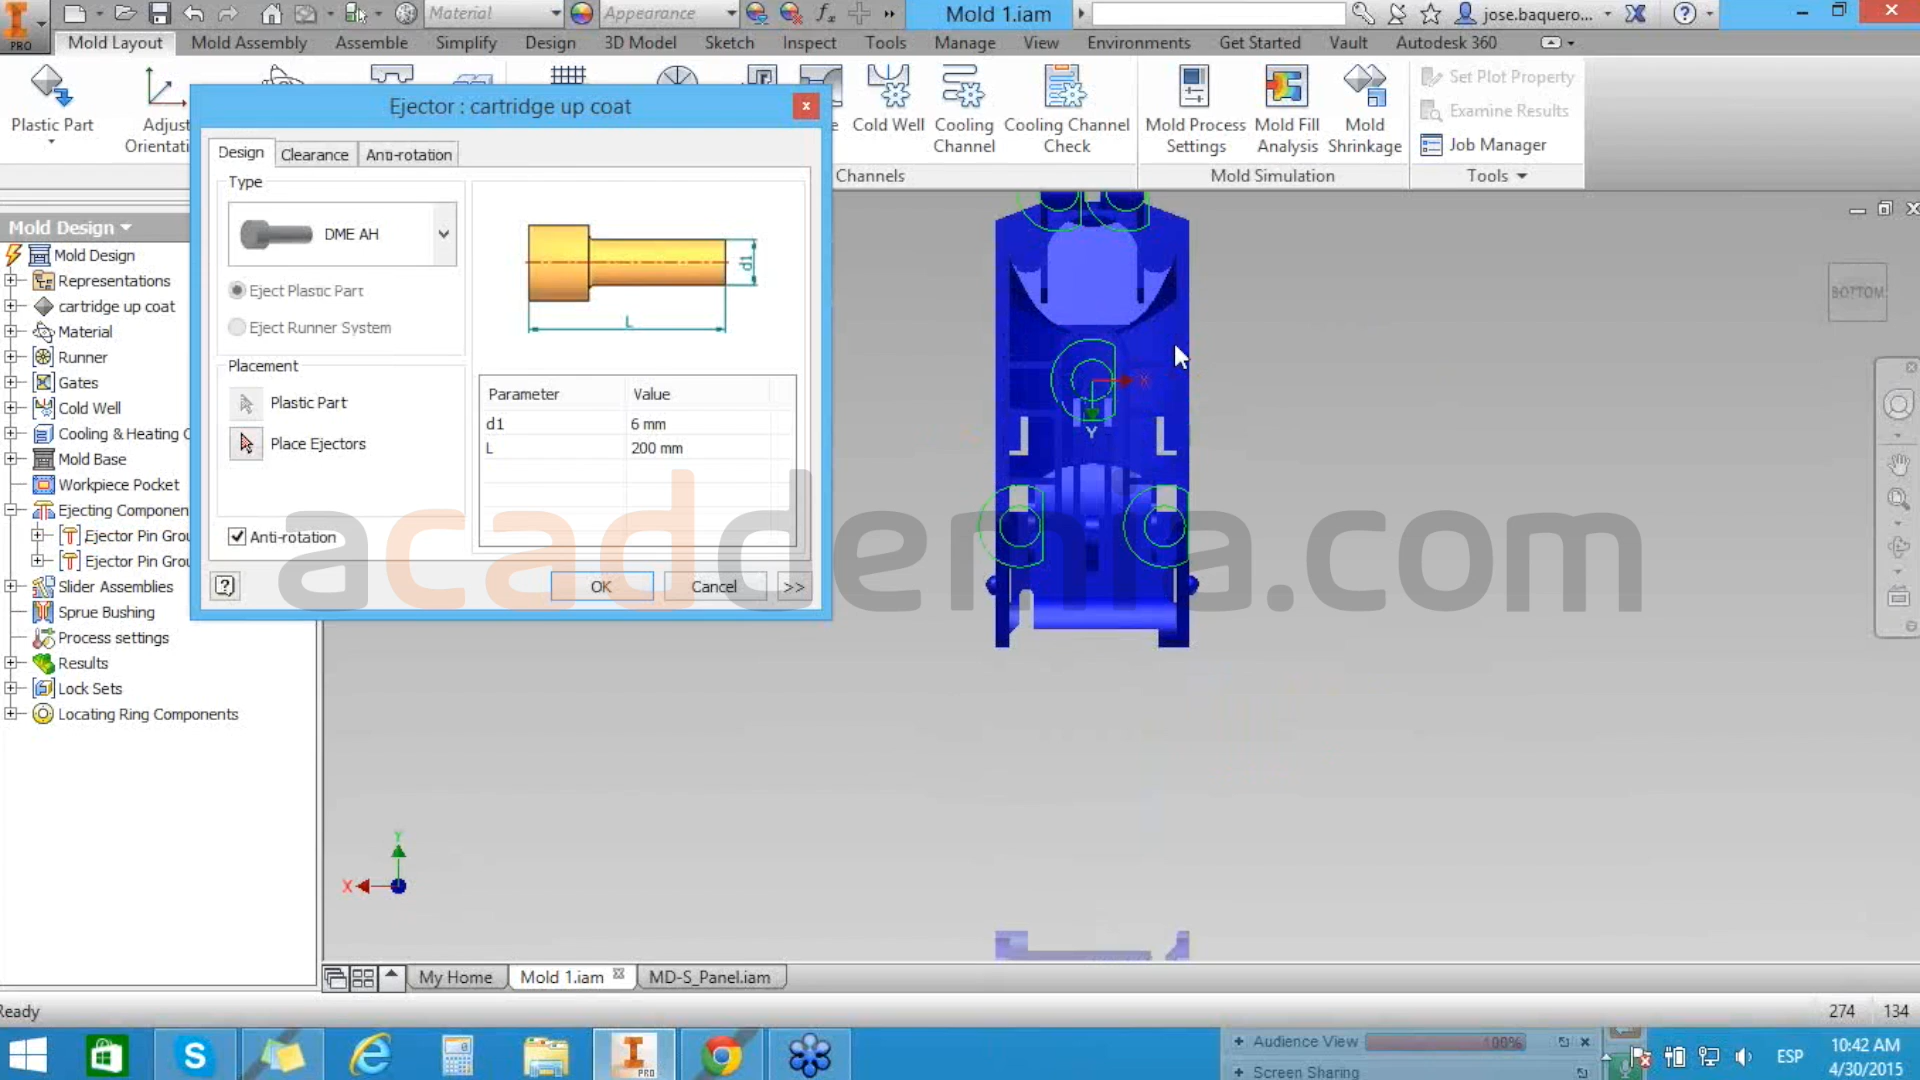 PRO
Material
Appearance
Mold 1.iam
jose.baquero...
Mold Layout
Mold Assembly
Assemble
Simplify
Design
3D Model
Sketch
Inspect
Tools
Manage
View
Environments
Get Started
Vault
Autodesk 360
Plastic Part
Adjust
Orientati
Cold Well
Cooling
Channel
Cooling Channel
Check
Mold Process
Settings
Mold Fill
Analysis
Mold
Shrinkage
Set Plot Property
Examine Results
Job Manager
Channels
Mold Simulation
Tools
Ejector : cartridge up coat
Design
Clearance
Anti-rotation
Type
DME AH
Eject Plastic Part
Eject Runner System
Placement
Plastic Part
Place Ejectors
Anti-rotation
d1
L
Parameter
Value
d1
6 mm
L
200 mm
OK
Cancel
>>
Mold Design
Mold Design
Representations
cartridge up coat
Material
Runner
Gates
Cold Well
Cooling & Heating C
Mold Base
Workpiece Pocket
Ejecting Componen
Ejector Pin Grou
Ejector Pin Grou
Slider Assemblies
Sprue Bushing
Process settings
Results
Lock Sets
Locating Ring Components
BOTTOM
X
Y
acaddemia.com
Y
X
My Home
Mold 1.iam
MD-S_Panel.iam
Ready
274
134
PRO
Audience View
100%
Screen Sharing
ESP
10:42 AM
4/30/2015